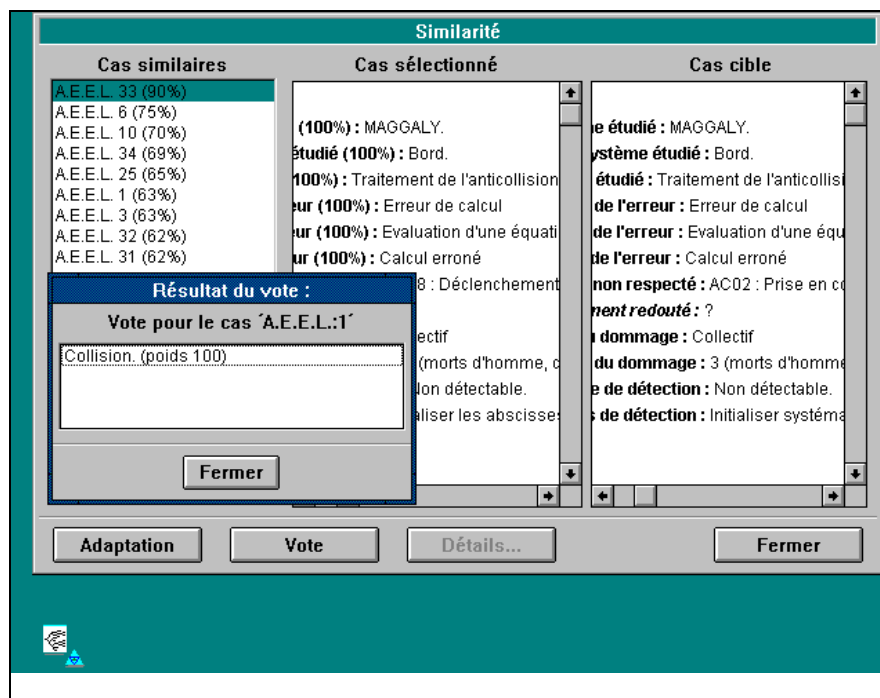 Similarité
Cas similaires
A.E.E.L. 33 (90%)
A.E.E.L. 6 (75%)
A.E.E.L. 10 (70%)
A.E.E.L. 34 (69%)
A.E.E.L. 25 (65%)
A.E.E.L. 1 (63%)
A.E.E.L. 3 (63%)
A.E.E.L. 32 (62%)
A.E.E.L. 31 (62%)
Cas sélectionné
(100%) : MAGGALY.
étudié (100%) : Bord.
100%) : Traitement de l'anticollision
eur (100%) : Erreur de calcul
eur (100%) : Evaluation d'une équati
ur (100%) : Calcul erroné
8 : Déclenchement
ectif
(morts d'homme, c
Non détectable.
aliser les abscisses
Cas cible
ne étudié : MAGGALY.
ystème étudié : Bord.
étudié : Traitement de l'anticollisi
de l'erreur : Erreur de calcul
de l'erreur : Evaluation d'une équ
de l'erreur : Calcul erroné
non respecté : AC02 : Prise en co
ment redouté : ?
dommage : Collectif
du dommage : 3 (morts d'homme
e de détection : Non détectable.
s de détection : Initialiser systéma
Résultat du vote :
Vote pour le cas ´A.E.E.L.:1'
Collision. (poids 100)
Fermer
Adaptation
Vote
Détails...
Fermer